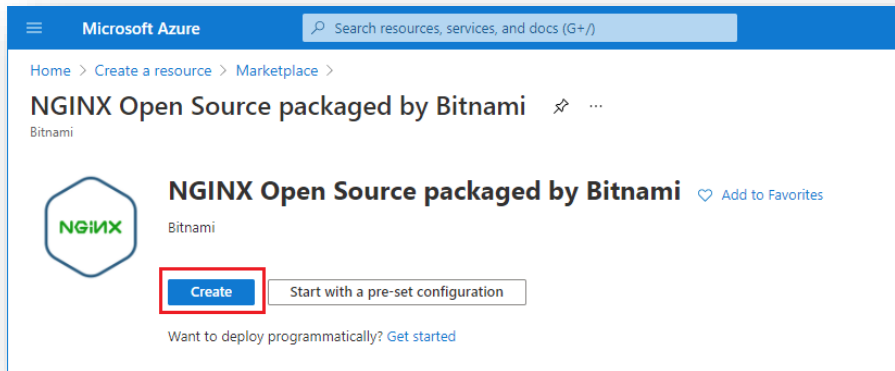 Microsoft Azure
Search resources, services, and docs (G+/)
Home > Create a resource > Marketplace >
NGINX Open Source packaged by Bitnami ...
Bitnami
NGINX
NGINX Open Source packaged by Bitnami
Add to Favorites
Bitnami
Create
Start with a pre-set configuration
Want to deploy programmatically? Get started